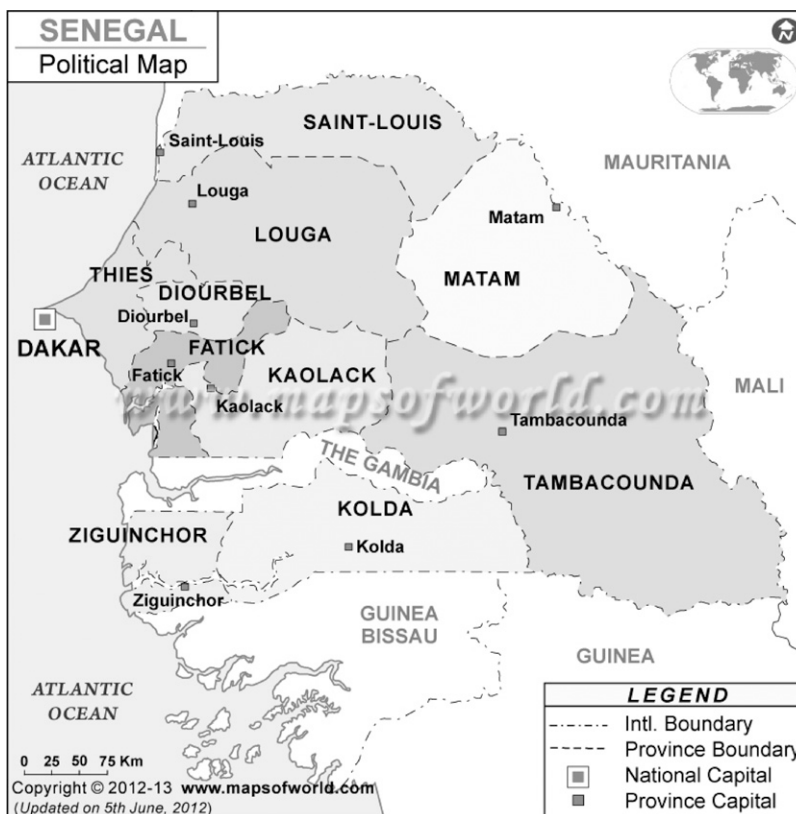 SENEGAL
Political Map
N
SAINT-LOUIS
Saint-Louis
ATLANTIC
OCEAN
MAURITANIA
Louga
Matam
LOUGA
THIES
MATAM
DIOURBEL
Diourbel
DAKAR
FATICK
Fatick
KAOLACK
MALI
Kaolack
www.mapsofworld.com
Tambacounda
THE GAMBIA
TAMBACOUNDA
KOLDA
ZIGUINCHOR
Kolda
Ziguinchor
GUINEA
BISSAU
GUINEA
ATLANTIC
OCEAN
LEGEND
Intl. Boundary
Province Boundary
National Capital
Province Capital
0 25 50 75 Km
Copyright © 2012-13 www.mapsofworld.com
(Updated on 5th June, 2012)